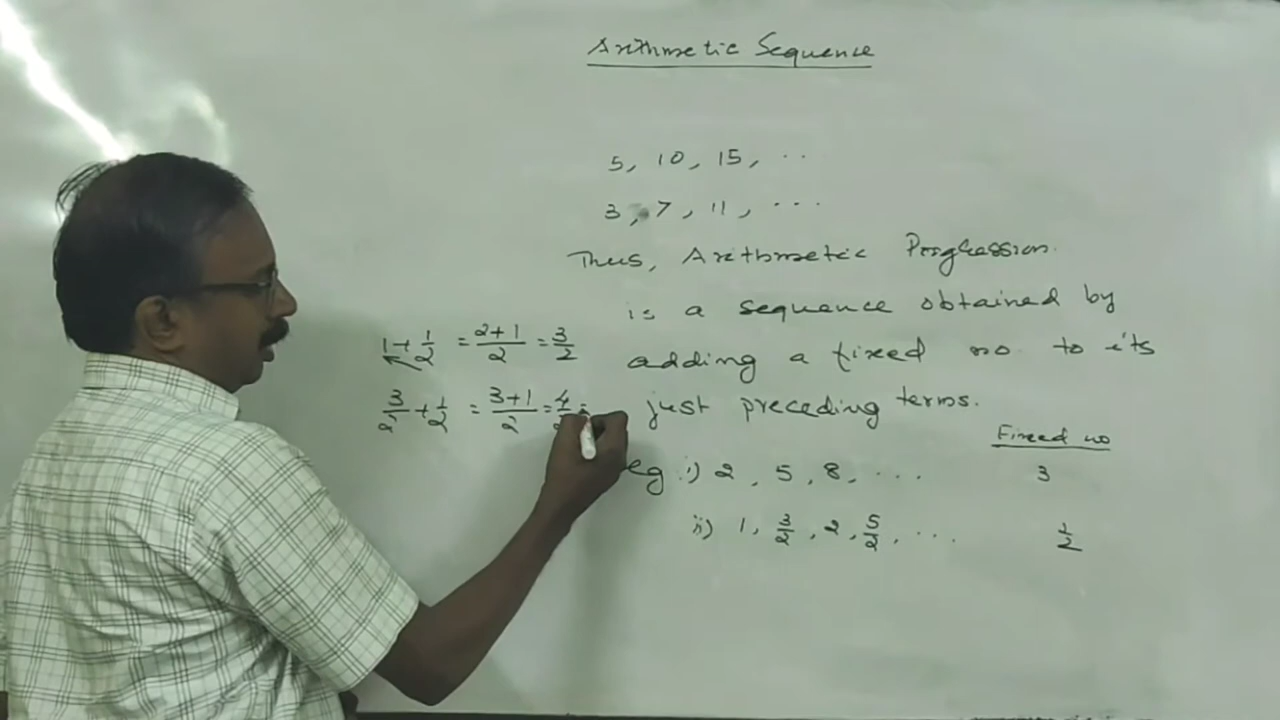 Arithmetic Sequence
5, 10, 15, ..
3, 7, 11, ...
Thus, Arithmetic Progression.
is a sequence obtained by
adding a fixed no. to it's
just preceding terms.
1 + 1/2 = 2+1/2 = 3/2
3/2 + 1/2 = 3+1/2 = 4/2 =
Fixed no
eg i) 2, 5, 8, ... 3
ii) 1, 3/2, 2, 5/2, ... 1/2